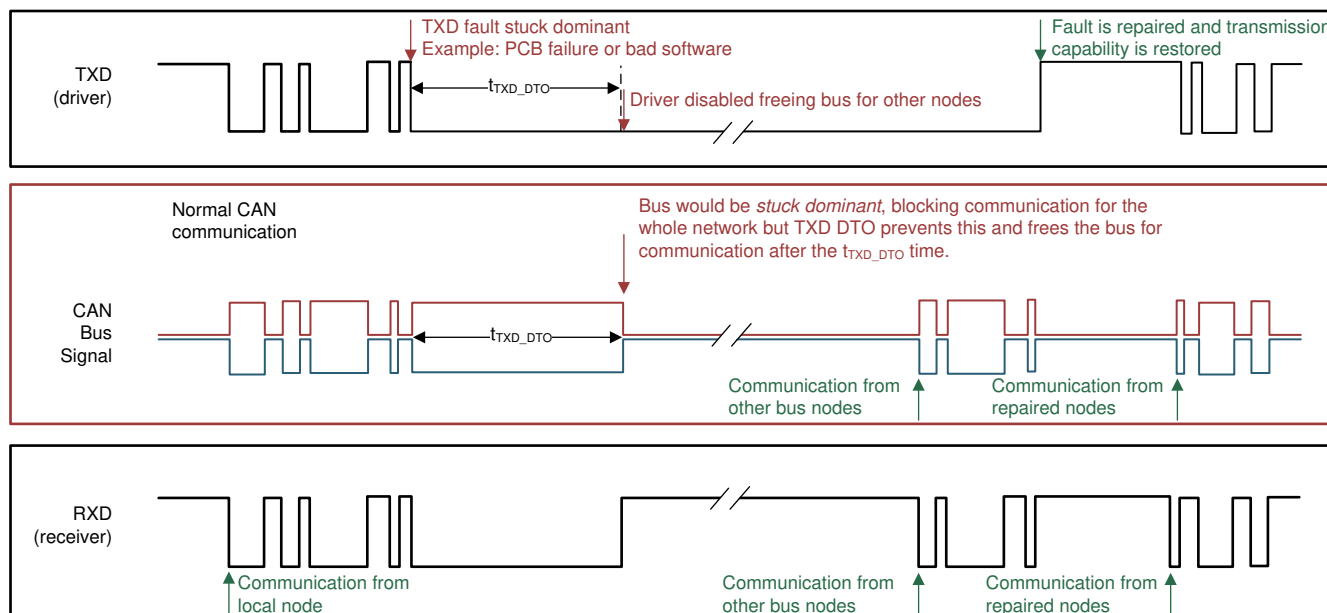 TXD fault stuck dominant
Example: PCB failure or bad software
Fault is repaired and transmission
capability is restored
TXD
(driver)
tTXD_DTO
Driver disabled freeing bus for other nodes
Normal CAN
communication
Bus would be stuck dominant, blocking communication for the
whole network but TXD DTO prevents this and frees the bus for
communication after the tTXD_DTO time.
CAN
Bus
Signal
tTXD_DTO
Communication from
other bus nodes
Communication from
repaired nodes
RXD
(receiver)
Communication from
local node
Communication from
other bus nodes
Communication from
repaired nodes